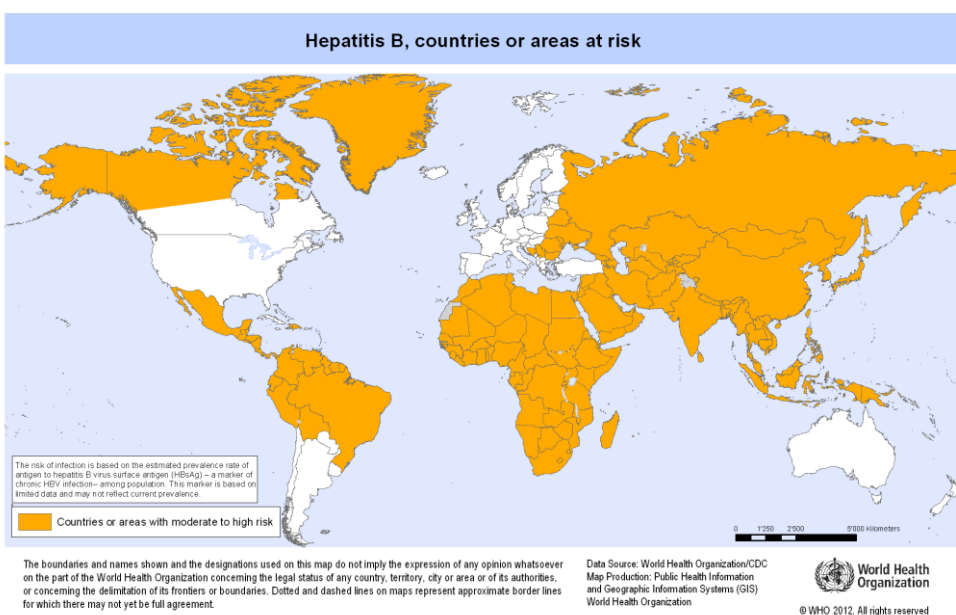 Hepatitis B, countries or areas at risk
The risk of infection is based on the estimated prevalence rate of
antigen to hepatitis B virus surface antigen (HBsAg) – a marker of
chronic HBV infection– among population. This marker is based on
limited data and may not reflect current prevalence.
Countries or areas with moderate to high risk
0 1'250 2'500 5'000 Kilometers
The boundaries and names shown and the designations used on this map do not imply the expression of any opinion whatsoever
on the part of the World Health Organization concerning the legal status of any country, territory, city or area or of its authorities,
or concerning the delimitation of its frontiers or boundaries. Dotted and dashed lines on maps represent approximate border lines
for which there may not yet be full agreement.
Data Source: World Health Organization/CDC
Map Production: Public Health Information
and Geographic Information Systems (GIS)
World Health Organization
World Health
Organization
© WHO 2012. All rights reserved